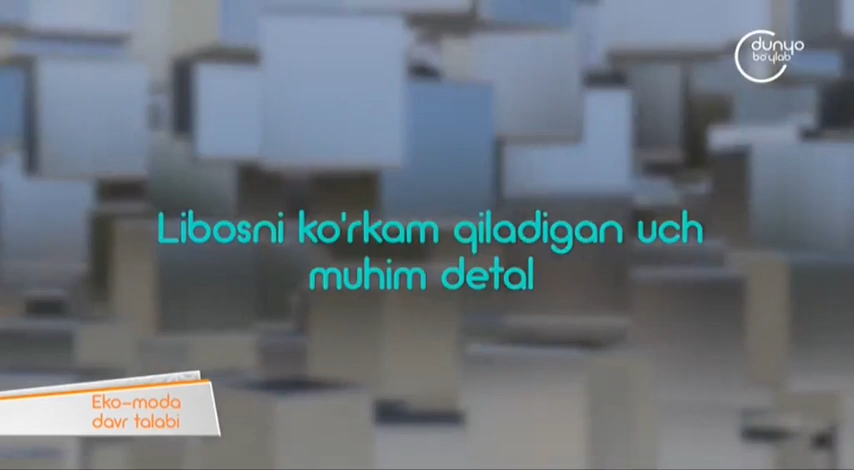 dunyo
bo'ylab
Libosni ko'rkam qiladigan uch
muhim detal
Eko-moda
davr talabi